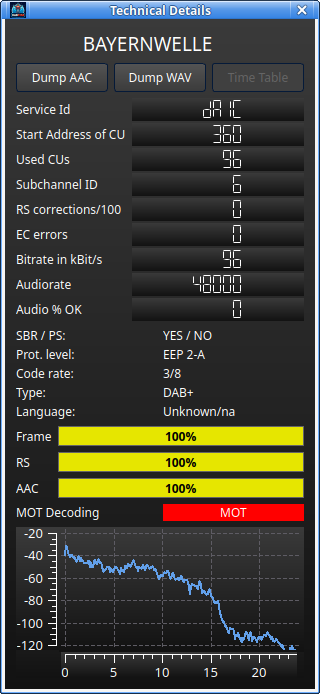 Technical Details
BAYERNWELLE
Dump AAC Dump WAV Time Table
Service Id dA1C
Start Address of CU 360
Used CUs 96
Subchannel ID 6
RS corrections/100 0
EC errors 0
Bitrate in kBit/s 96
Audiorate 48000
Audio % OK 0
SBR / PS: YES / NO
Prot. level: EEP 2-A
Code rate: 3/8
Type: DAB+
Language: Unknown/na
Frame 100%
RS 100%
AAC 100%
MOT Decoding MOT
-20
-40
-60
-80
-100
-120
0 5 10 15 20